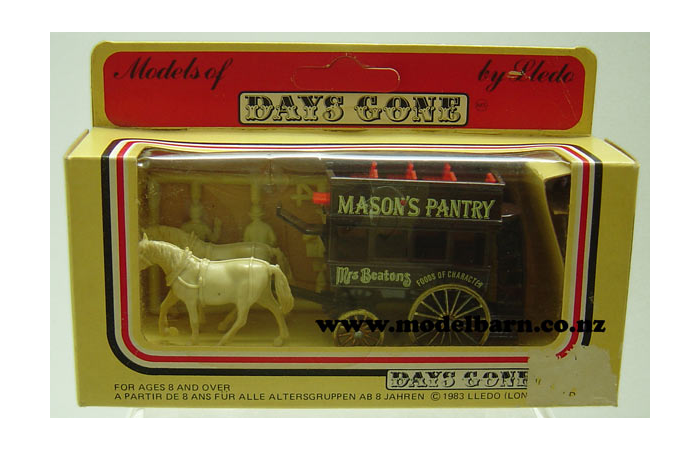 Models of by Lledo
DAYS GONE
MASON'S PANTRY
Mrs Beatons FOODS OF CHARACTER
www.modelbarn.co.nz
DAYS GONE
FOR AGES 8 AND OVER
A PARTIR DE 8 ANS FÜR ALLE ALTERSGRUPPEN AB 8 JAHREN © 1983 LLEDO (LON